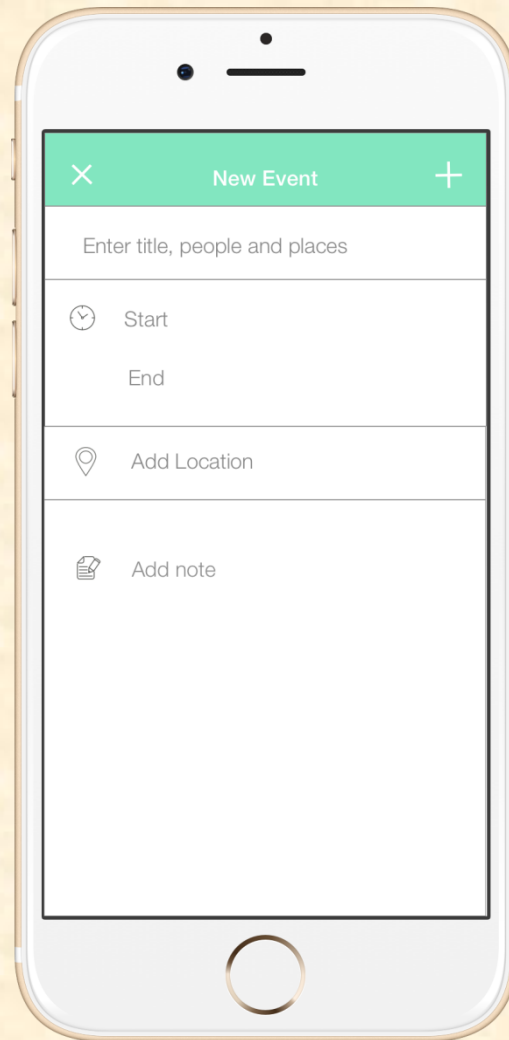 New Event
Enter title, people and places
Start
End
Add Location
Add note